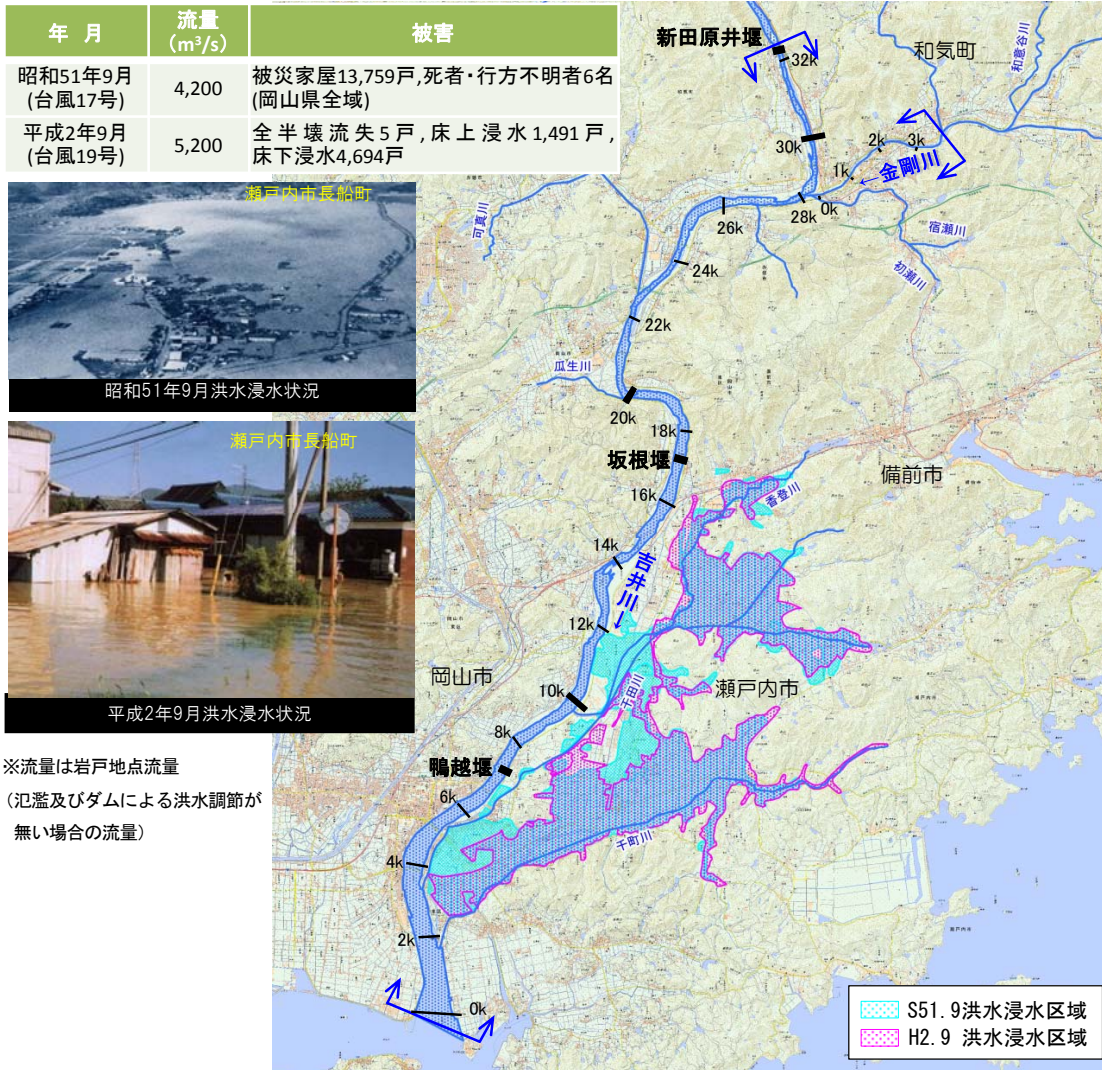 年 月 流量 (m³/s) 被害
昭和51年9月 (台風17号) 4,200 被災家屋13,759戸,死者・行方不明者6名 (岡山県全域)
平成2年9月 (台風19号) 5,200 全半壊流失5戸,床上浸水1,491戸, 床下浸水4,694戸
瀬戸内市長船町
昭和51年9月洪水浸水状況
瀬戸内市長船町
平成2年9月洪水浸水状況
※流量は岩戸地点流量
(氾濫及びダムによる洪水調節が
無い場合の流量)
新田原井堰
32k
和気町
和意谷川
30k
2k
3k
1k
←金剛川
28k
0k
26k
宿瀬川
可真川
24k
初瀬川
22k
瓜生川
20k
18k
坂根堰
備前市
16k
香登川
14k
吉井川
↓
12k
岡山市
瀬戸内市
干田川
10k
8k
鴨越堰
6k
千町川
4k
2k
0k
S51.9洪水浸水区域
H2.9 洪水浸水区域